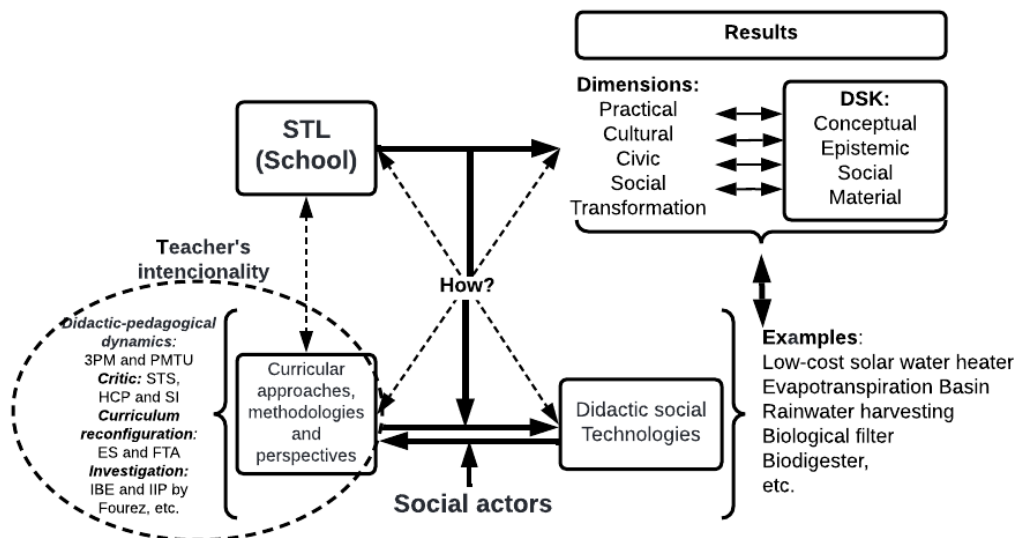 Results
Dimensions:
Practical
Cultural
Civic
Social
Transformation
DSK:
Conceptual
Epistemic
Social
Material
STL
(School)
Teacher's
intencionality
How?
Didactic-pedagogical
dynamics:
3PM and PMTU
Critic: STS,
HCP and SI
Curriculum
reconfiguration:
ES and FTA
Investigation:
IBE and IIP by
Fourez, etc.
Curricular
approaches,
methodologies
and
perspectives
Didactic social
Technologies
Social actors
Examples:
Low-cost solar water heater
Evapotranspiration Basin
Rainwater harvesting
Biological filter
Biodigester,
etc.